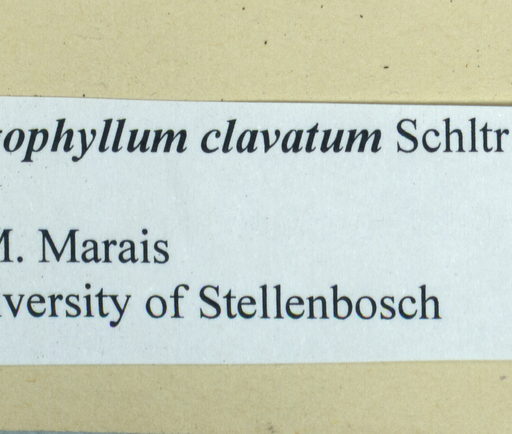 ophyllum clavatum Schltr
M. Marais
versity of Stellenbosch